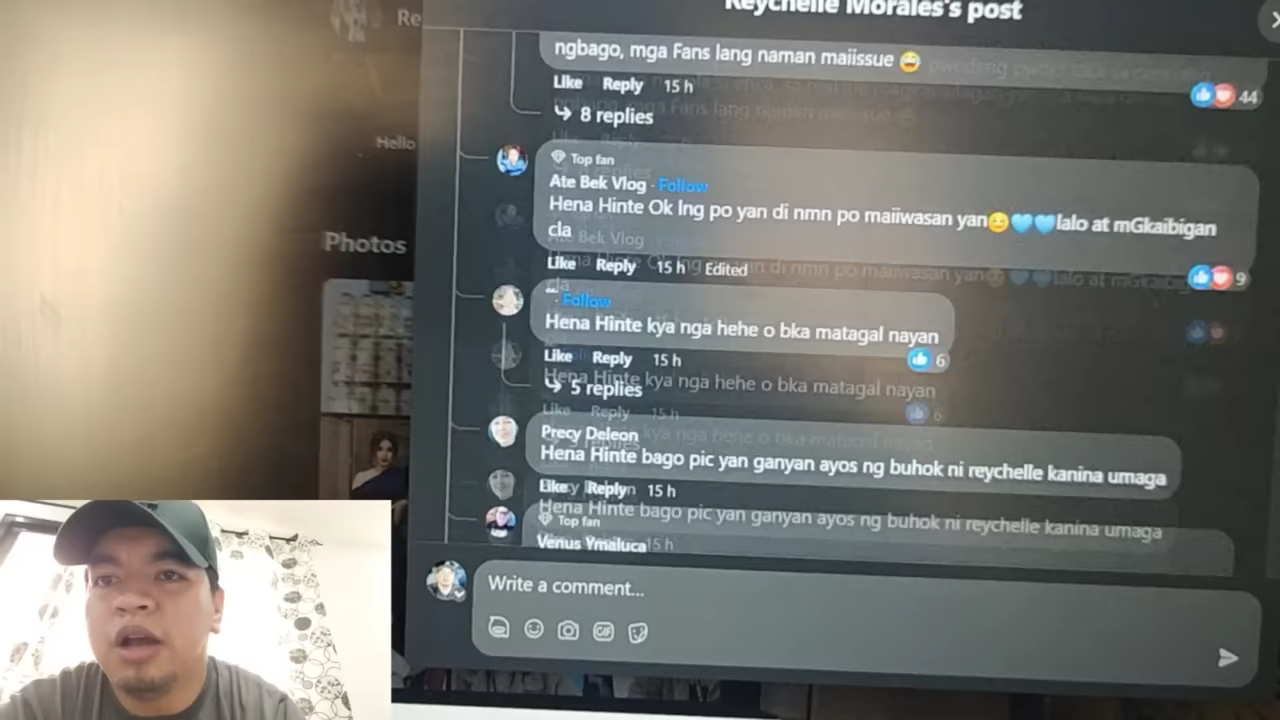 Re
Reychelle Morales's post
ngbago, mga Fans lang naman maiissue 😅
Like Reply 15 h
44
8 replies
Hello
Top fan
Ate Bek Vlog · Follow
Hena Hinte Ok lng po yan di nmn po maiiwasan yan😊🩵🩵lalo at mGkaibigan
cla
Like Reply 15 h Edited
9
Photos
· Follow
Hena Hinte kya nga hehe o bka matagal nayan
Like Reply 15 h
6
5 replies
Precy Deleon
Hena Hinte bago pic yan ganyan ayos ng buhok ni reychelle kanina umaga
Like Reply 15 h
Top fan
Venus Ymaluca
Write a comment...
GIF